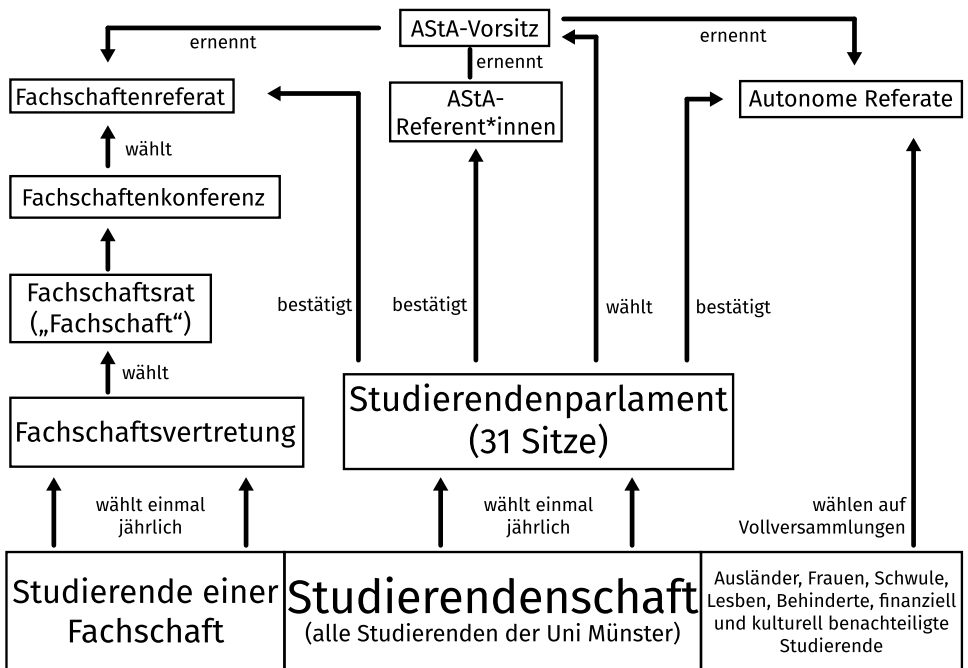 AStA-Vorsitz
ernennt
ernennt
ernennt
Fachschaftenreferat
AStA-
Referent*innen
Autonome Referate
wählt
Fachschaftenkonferenz
Fachschaftsrat
(„Fachschaft“)
bestätigt
bestätigt
wählt
bestätigt
wählt
Fachschaftsvertretung
Studierendenparlament
(31 Sitze)
wählt einmal
jährlich
wählt einmal
jährlich
wählen auf
Vollversammlungen
Studierende einer
Fachschaft
Studierendenschaft
(alle Studierenden der Uni Münster)
Ausländer, Frauen, Schwule,
Lesben, Behinderte, finanziell
und kulturell benachteiligte
Studierende